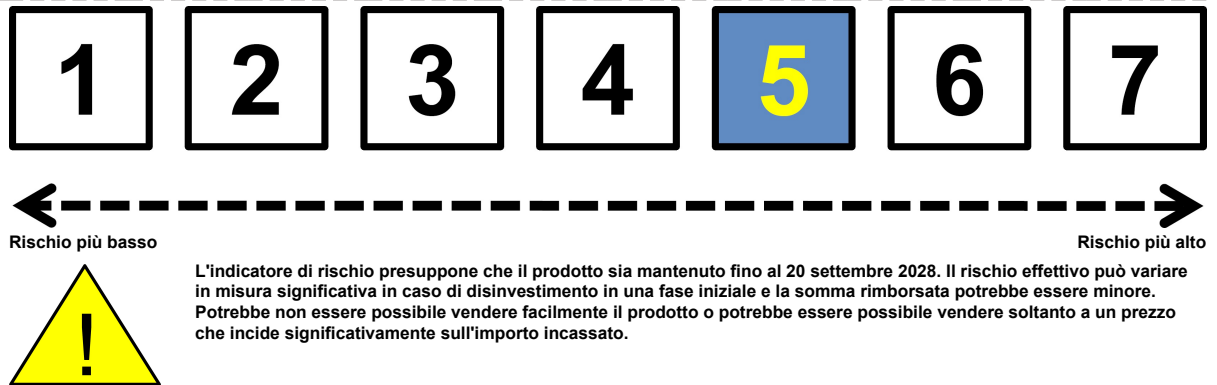 1 2 3 4 5 6 7
Rischio più basso Rischio più alto
L'indicatore di rischio presuppone che il prodotto sia mantenuto fino al 20 settembre 2028. Il rischio effettivo può variare
in misura significativa in caso di disinvestimento in una fase iniziale e la somma rimborsata potrebbe essere minore.
Potrebbe non essere possibile vendere facilmente il prodotto o potrebbe essere possibile vendere soltanto a un prezzo
che incide significativamente sull'importo incassato.
!